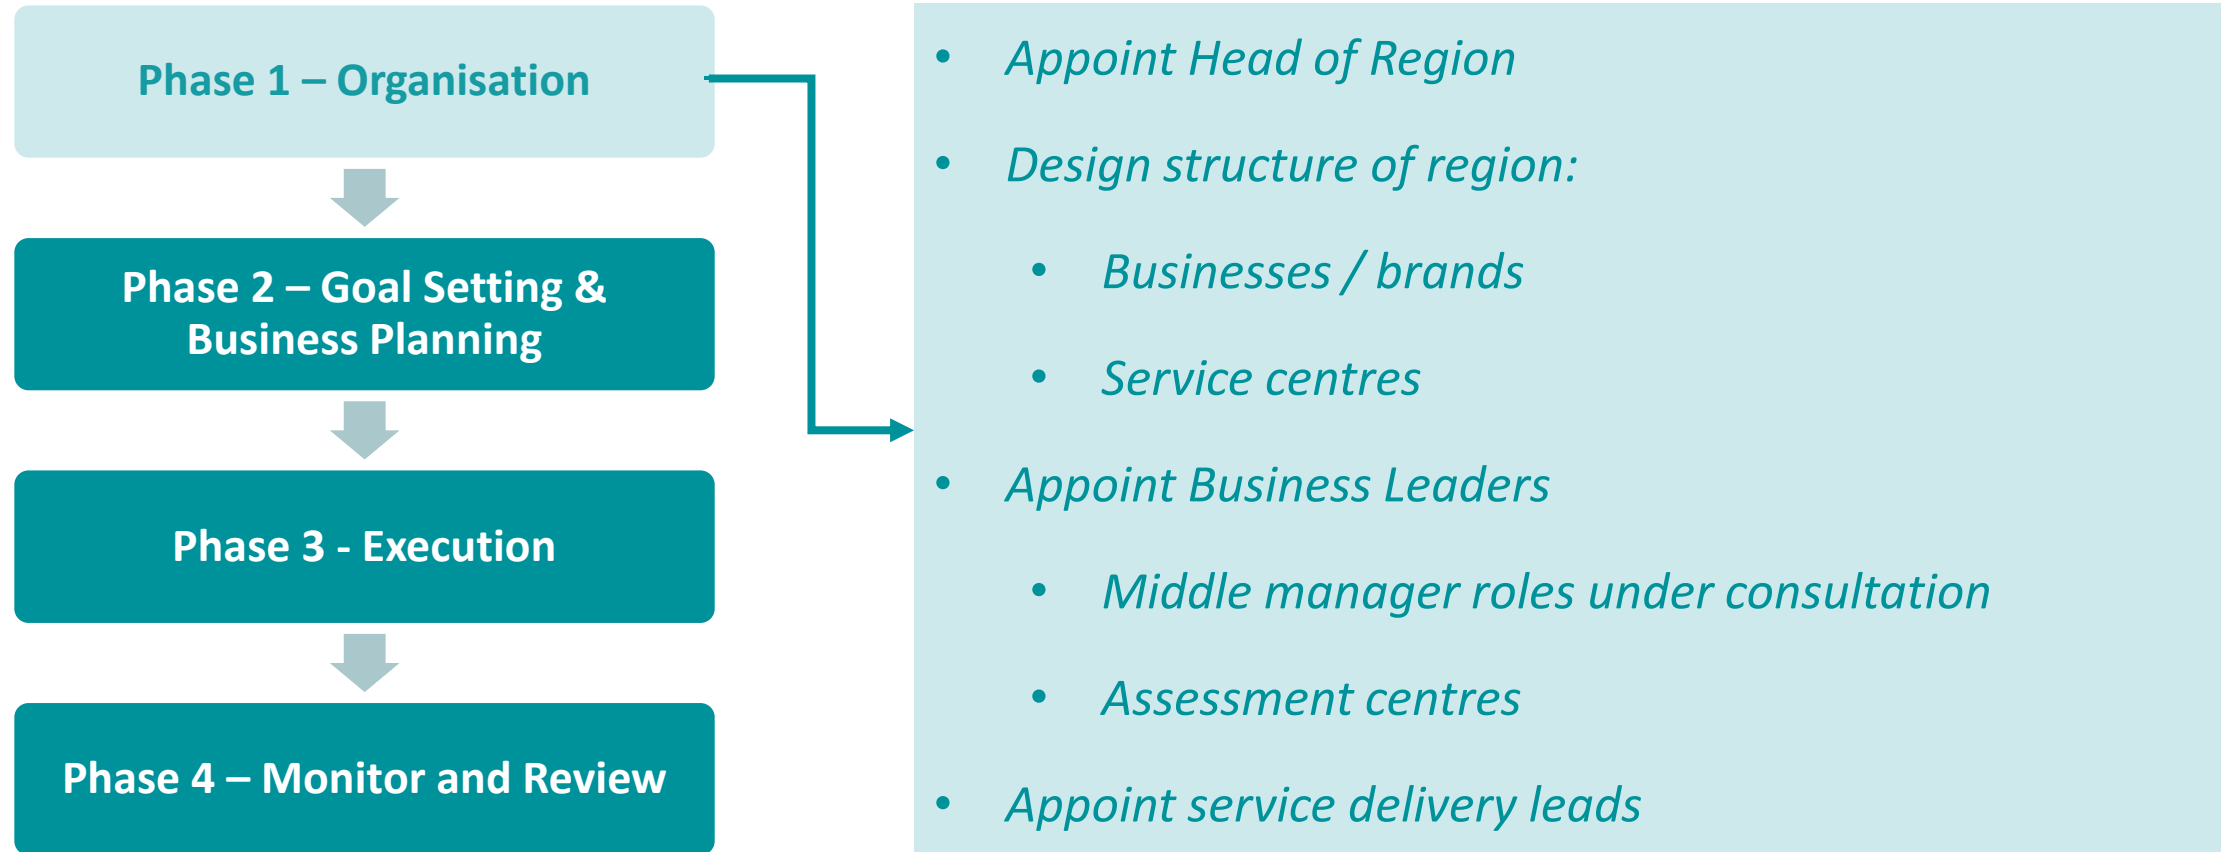 Phase 1 – Organisation
Phase 2 – Goal Setting &
Business Planning
Phase 3 - Execution
Phase 4 – Monitor and Review
• Appoint Head of Region
• Design structure of region:
• Businesses / brands
• Service centres
• Appoint Business Leaders
• Middle manager roles under consultation
• Assessment centres
• Appoint service delivery leads